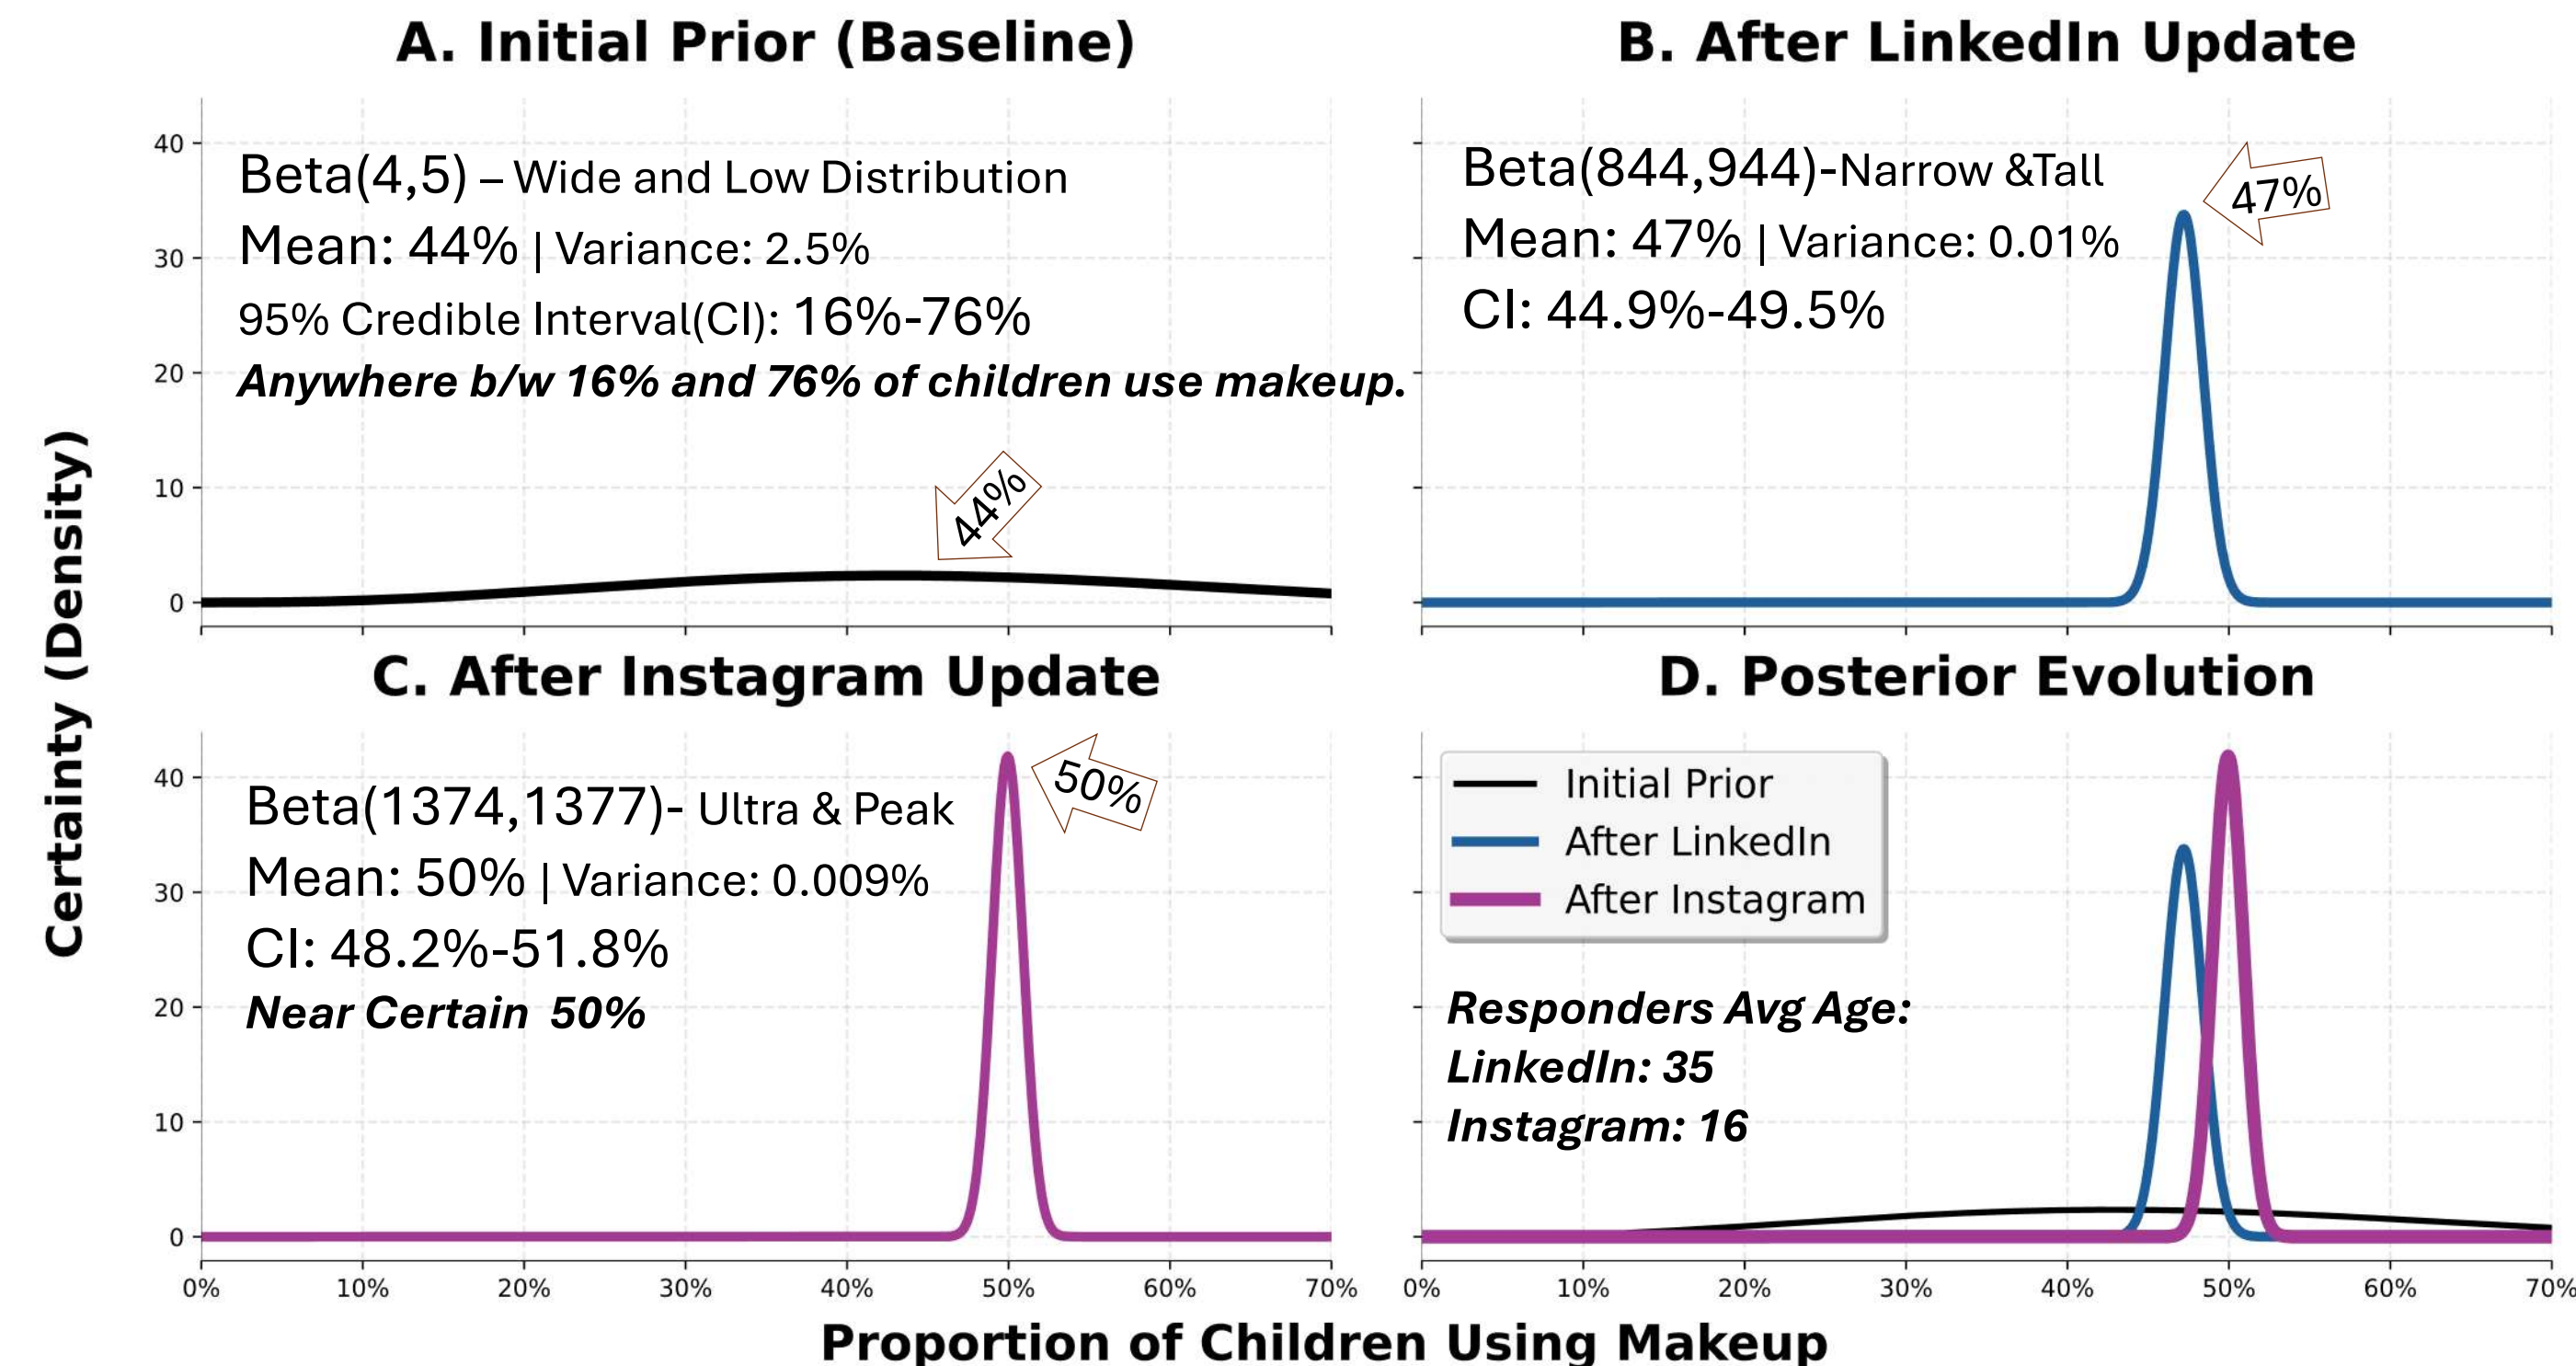 A. Initial Prior (Baseline)
40
30
20
10
0
Beta(4,5) – Wide and Low Distribution
Mean: 44% | Variance: 2.5%
95% Credible Interval(CI): 16%-76%
Anywhere b/w 16% and 76% of children use makeup.
44%
B. After LinkedIn Update
Beta(844,944)-Narrow &Tall
Mean: 47% | Variance: 0.01%
CI: 44.9%-49.5%
47%
Certainty (Density)
C. After Instagram Update
40
30
20
10
0
Beta(1374,1377)- Ultra & Peak
Mean: 50% | Variance: 0.009%
CI: 48.2%-51.8%
Near Certain 50%
50%
0% 10% 20% 30% 40% 50% 60% 70%
D. Posterior Evolution
Initial Prior
After LinkedIn
After Instagram
Responders Avg Age:
LinkedIn: 35
Instagram: 16
0% 10% 20% 30% 40% 50% 60% 70%
Proportion of Children Using Makeup